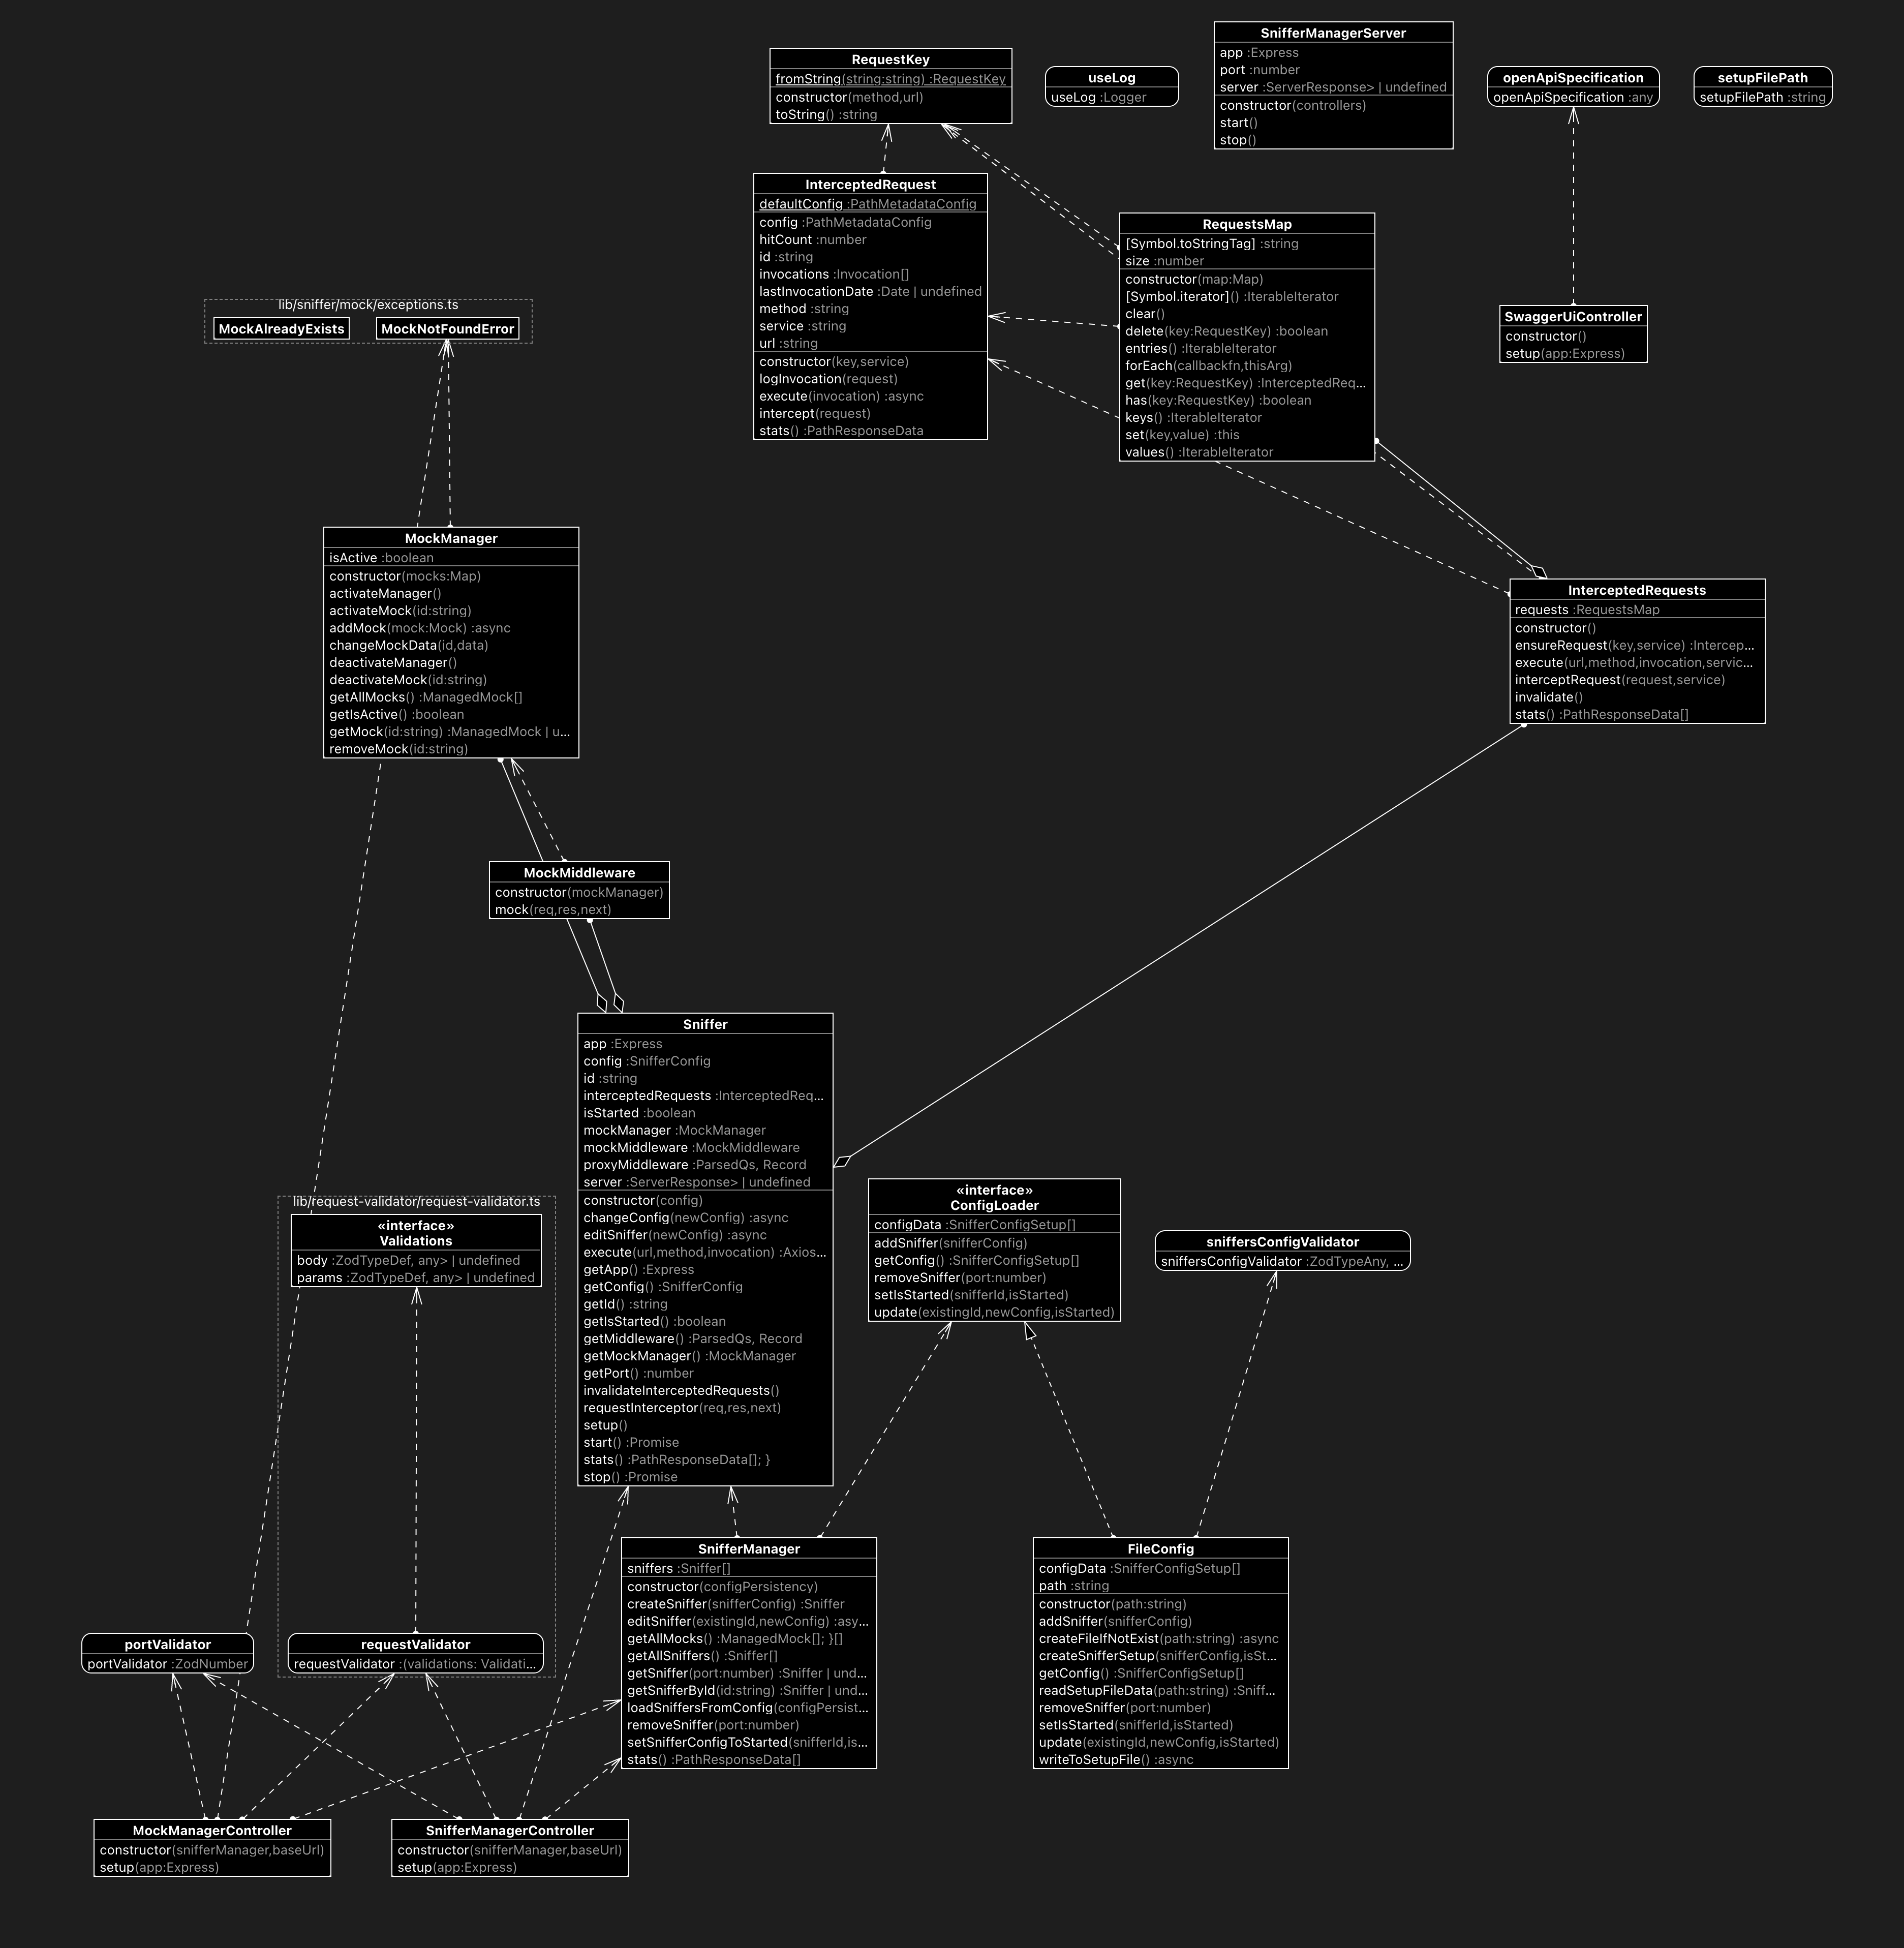 SnifferManagerServer
app :Express
port :number
server :ServerResponse> | undefined
constructor(controllers)
start()
stop()
RequestKey
fromString(string:string) :RequestKey
constructor(method,url)
toString() :string
useLog
useLog :Logger
openApiSpecification
openApiSpecification :any
setupFilePath
setupFilePath :string
InterceptedRequest
defaultConfig :PathMetadataConfig
config :PathMetadataConfig
hitCount :number
id :string
invocations :Invocation[]
lastInvocationDate :Date | undefined
method :string
service :string
url :string
constructor(key,service)
logInvocation(request)
execute(invocation) :async
intercept(request)
stats() :PathResponseData
RequestsMap
[Symbol.toStringTag] :string
size :number
constructor(map:Map)
[Symbol.iterator]() :IterableIterator
clear()
delete(key:RequestKey) :boolean
entries() :IterableIterator
forEach(callbackfn,thisArg)
get(key:RequestKey) :InterceptedReq...
has(key:RequestKey) :boolean
keys() :IterableIterator
set(key,value) :this
values() :IterableIterator
SwaggerUiController
constructor()
setup(app:Express)
lib/sniffer/mock/exceptions.ts
MockAlreadyExists
MockNotFoundError
MockManager
isActive :boolean
constructor(mocks:Map)
activateManager()
activateMock(id:string)
addMock(mock:Mock) :async
changeMockData(id,data)
deactivateManager()
deactivateMock(id:string)
getAllMocks() :ManagedMock[]
getIsActive() :boolean
getMock(id:string) :ManagedMock | u...
removeMock(id:string)
InterceptedRequests
requests :RequestsMap
constructor()
ensureRequest(key,service) :Intercep...
execute(url,method,invocation,servic...
interceptRequest(request,service)
invalidate()
stats() :PathResponseData[]
MockMiddleware
constructor(mockManager)
mock(req,res,next)
Sniffer
app :Express
config :SnifferConfig
id :string
interceptedRequests :InterceptedReq...
isStarted :boolean
mockManager :MockManager
mockMiddleware :MockMiddleware
proxyMiddleware :ParsedQs, Record
server :ServerResponse> | undefined
constructor(config)
changeConfig(newConfig) :async
editSniffer(newConfig) :async
execute(url,method,invocation) :Axios...
getApp() :Express
getConfig() :SnifferConfig
getId() :string
getIsStarted() :boolean
getMiddleware() :ParsedQs, Record
getMockManager() :MockManager
getPort() :number
invalidateInterceptedRequests()
requestInterceptor(req,res,next)
setup()
start() :Promise
stats() :PathResponseData[]; }
stop() :Promise
«interface»
ConfigLoader
configData :SnifferConfigSetup[]
addSniffer(snifferConfig)
getConfig() :SnifferConfigSetup[]
removeSniffer(port:number)
setIsStarted(snifferId,isStarted)
update(existingId,newConfig,isStarted)
sniffersConfigValidator
sniffersConfigValidator :ZodTypeAny, ...
lib/request-validator/request-validator.ts
«interface»
Validations
body :ZodTypeDef, any> | undefined
params :ZodTypeDef, any> | undefined
SnifferManager
sniffers :Sniffer[]
constructor(configPersistency)
createSniffer(snifferConfig) :Sniffer
editSniffer(existingId,newConfig) :asy...
getAllMocks() :ManagedMock[]; }[]
getAllSniffers() :Sniffer[]
getSniffer(port:number) :Sniffer | und...
getSnifferById(id:string) :Sniffer | und...
loadSniffersFromConfig(configPersist...
removeSniffer(port:number)
setSnifferConfigToStarted(snifferId,is...
stats() :PathResponseData[]
FileConfig
configData :SnifferConfigSetup[]
path :string
constructor(path:string)
addSniffer(snifferConfig)
createFileIfNotExist(path:string) :async
createSnifferSetup(snifferConfig,isSt...
getConfig() :SnifferConfigSetup[]
readSetupFileData(path:string) :Sniff...
removeSniffer(port:number)
setIsStarted(snifferId,isStarted)
update(existingId,newConfig,isStarted)
writeToSetupFile() :async
portValidator
portValidator :ZodNumber
requestValidator
requestValidator :(validations: Validati...
MockManagerController
constructor(snifferManager,baseUrl)
setup(app:Express)
SnifferManagerController
constructor(snifferManager,baseUrl)
setup(app:Express)